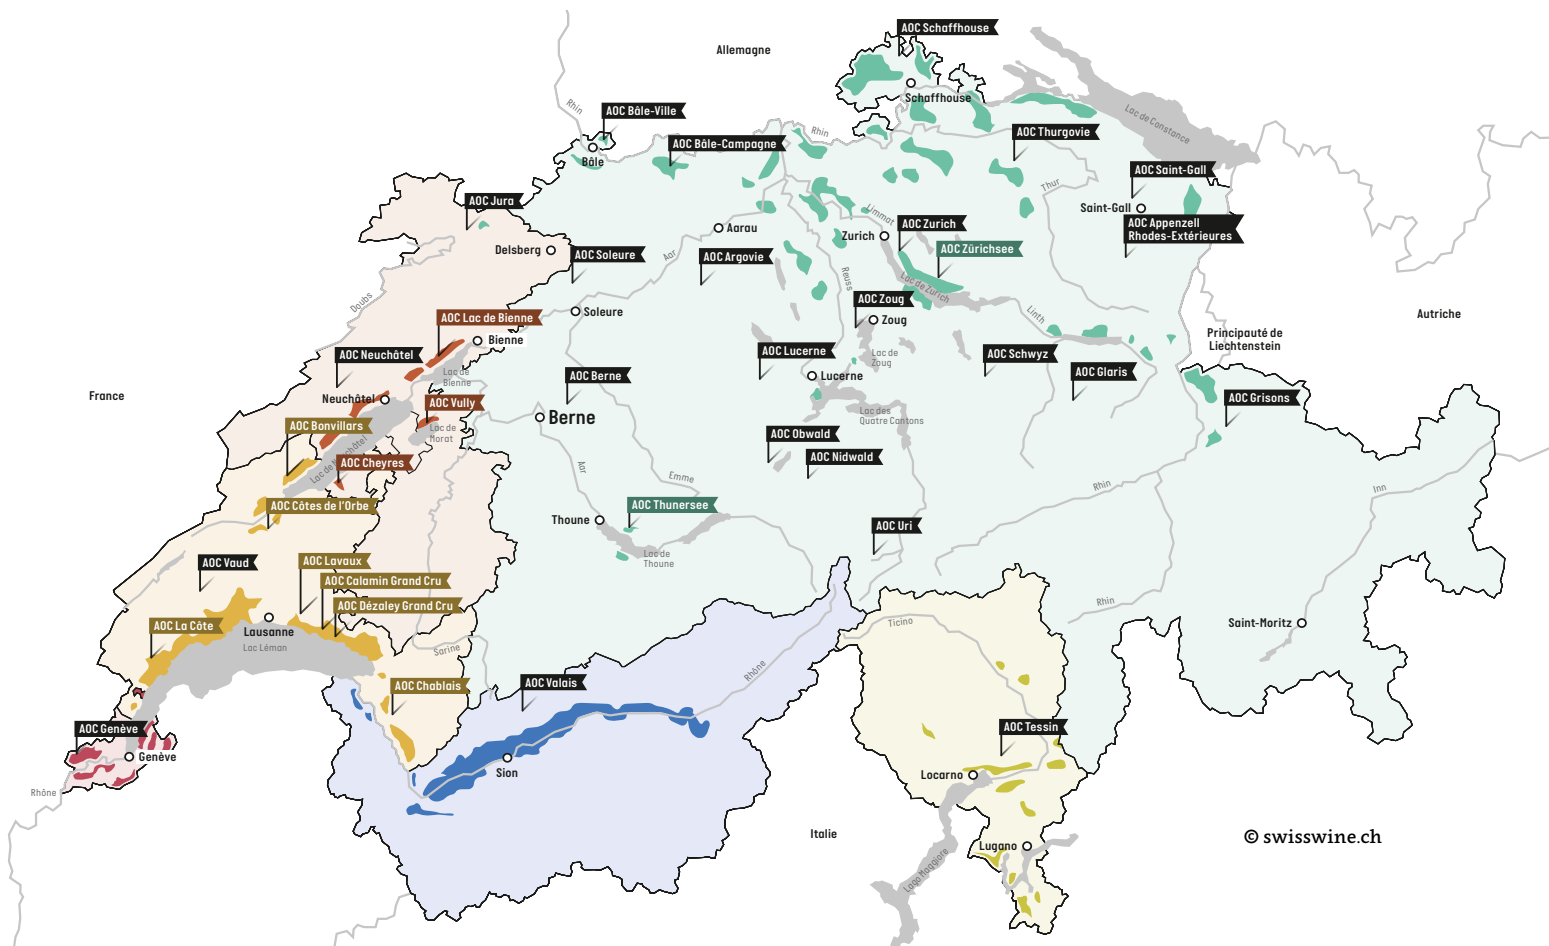 AOC Schaffhouse
Allemagne
Schaffhouse
Rhin
AOC Bâle-Ville
Lac de Constance
Rhin
AOC Thurgovie
AOC Bâle-Campagne
Bâle
AOC Saint-Gall
Thur
AOC Jura
Saint-Gall
Limmat
AOC Appenzell
Rhodes-Extérieures
Aarau
Zurich
AOC Zurich
Delsberg
AOC Soleure
Aar
AOC Argovie
AOC Zürichsee
Reuss
Lac de Zurich
Doubs
AOC Zoug
Soleure
Zoug
Linth
Autriche
AOC Lac de Bienne
Principauté de
Liechtenstein
Bienne
AOC Neuchâtel
AOC Lucerne
Lac de
Zoug
AOC Schwyz
Lac de
Bienne
AOC Berne
Lucerne
AOC Glaris
France
Neuchâtel
AOC Vully
AOC Grisons
Berne
Lac des
Quatre Cantons
AOC Bonvillars
Lac de
Morat
AOC Obwald
Lac de Neuchâtel
AOC Cheyres
AOC Nidwald
Aar
Emme
Rhin
Inn
AOC Côtes de l'Orbe
AOC Thunersee
Thoune
AOC Uri
Lac de
Thoune
AOC Vaud
AOC Lavaux
AOC Calamin Grand Cru
AOC Dézaley Grand Cru
Rhin
AOC La Côte
Lausanne
Lac Léman
Ticino
Saint-Moritz
Sarine
Rhône
AOC Chablais
AOC Valais
AOC Genève
AOC Tessin
Genève
Sion
Locarno
Rhône
Italie
© swisswine.ch
Lugano
Lago Maggiore